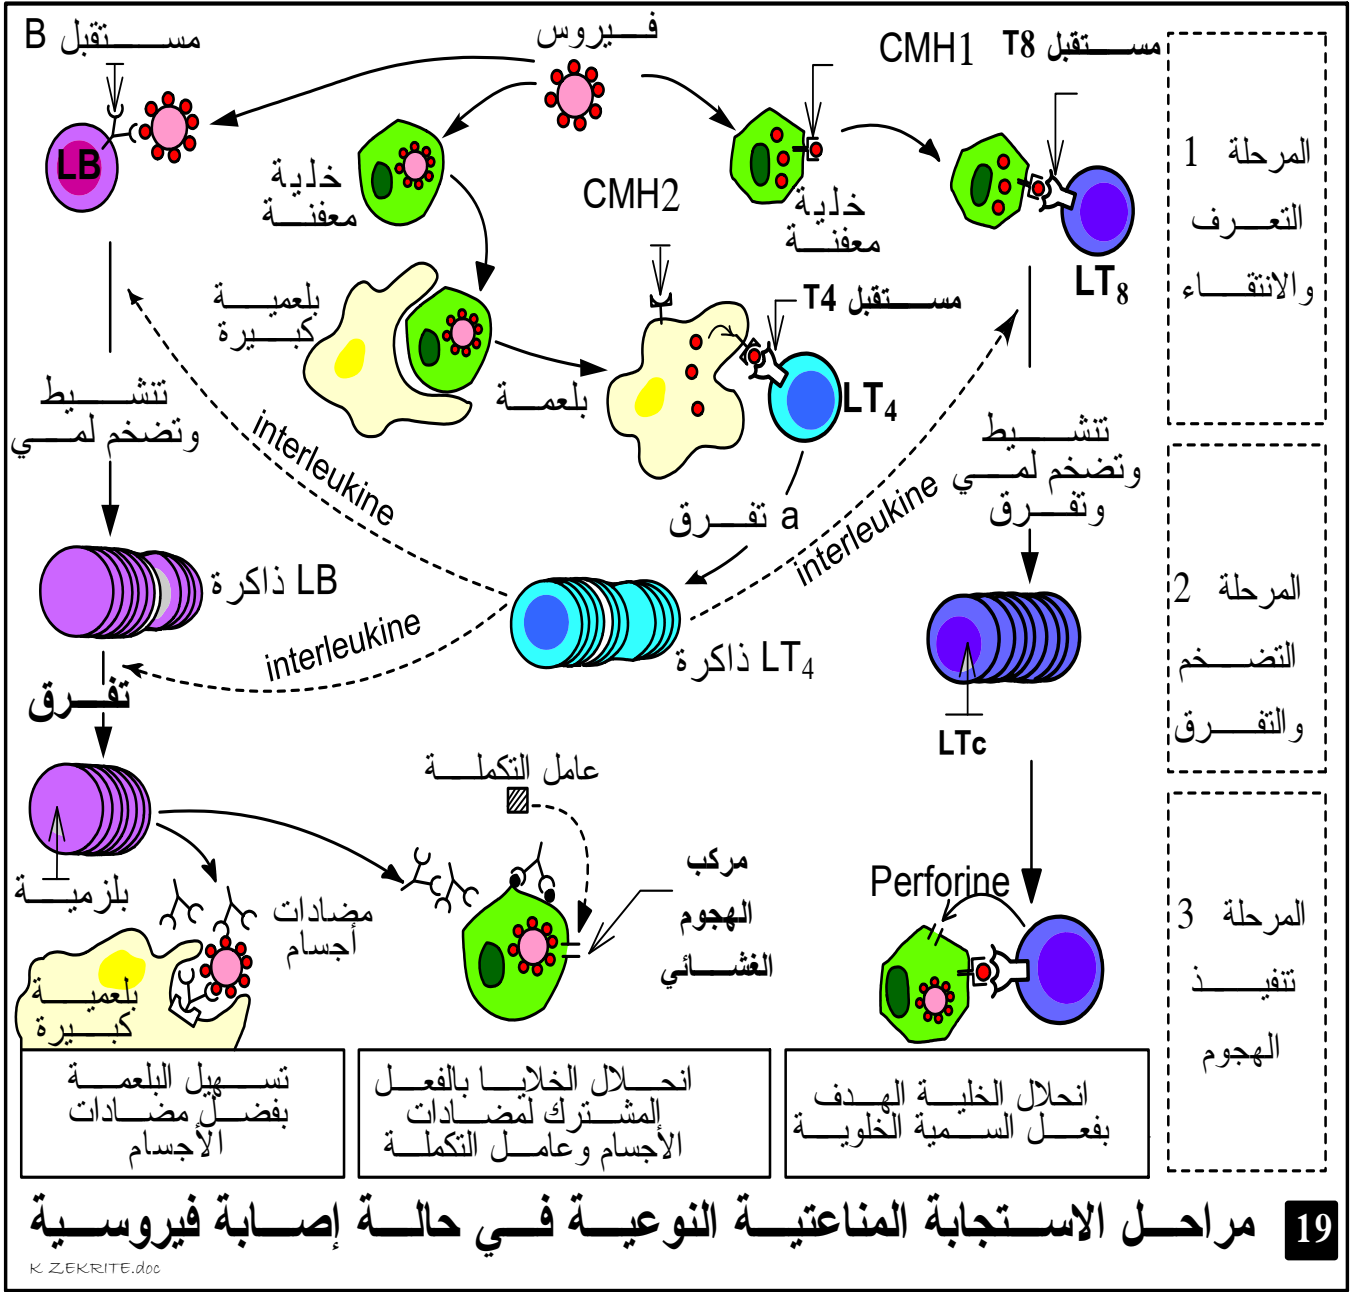 مستقبل B
فيروس
CMH1
مستقبل T8
LB
خلية
معفنة
CMH2
خلية
معفنة
LT8
المرحلة 1
التعرف
والانتقاء
بلعمية
كبيرة
مستقبل T4
بلعمة
LT4
تنشيط
وتضخم لمي
interleukine
interleukine
تنشيط
وتضخم لمي
وتفرق
a تفرق
LB ذاكرة
interleukine
LT4 ذاكرة
المرحلة 2
التضخم
والتفرق
تفرق
LTc
عامل التكملة
بلزمية
مضادات
أجسام
مركب
الهجوم
الغشائي
Perforine
المرحلة 3
تنفيذ
الهجوم
بلعمية
كبيرة
تسهيل البلعمة
بفضل مضادات
الأجسام
انحلال الخلايا بالفعل
المشترك لمضادات
الأجسام وعامل التكملة
انحلال الخلية الهدف
بفعل السمية الخلوية
19 مراحل الاستجابة المناعتية النوعية في حالة إصابة فيروسية
K ZEKRITE.doc